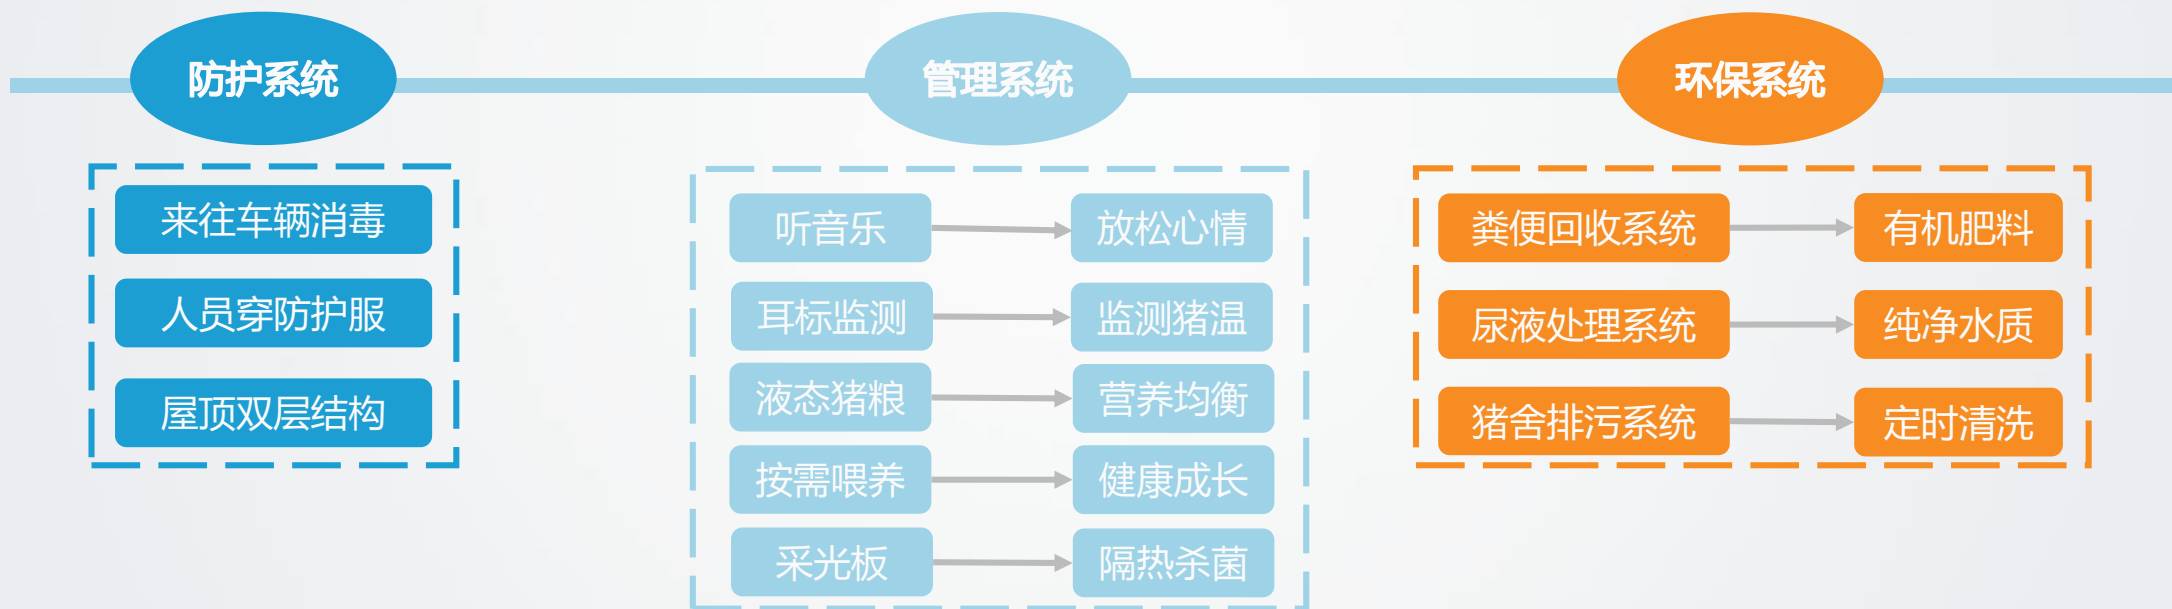 防护系统
管理系统
环保系统
来往车辆消毒
人员穿防护服
屋顶双层结构
听音乐
放松心情
耳标监测
监测猪温
液态猪粮
营养均衡
按需喂养
健康成长
采光板
隔热杀菌
粪便回收系统
有机肥料
尿液处理系统
纯净水质
猪舍排污系统
定时清洗